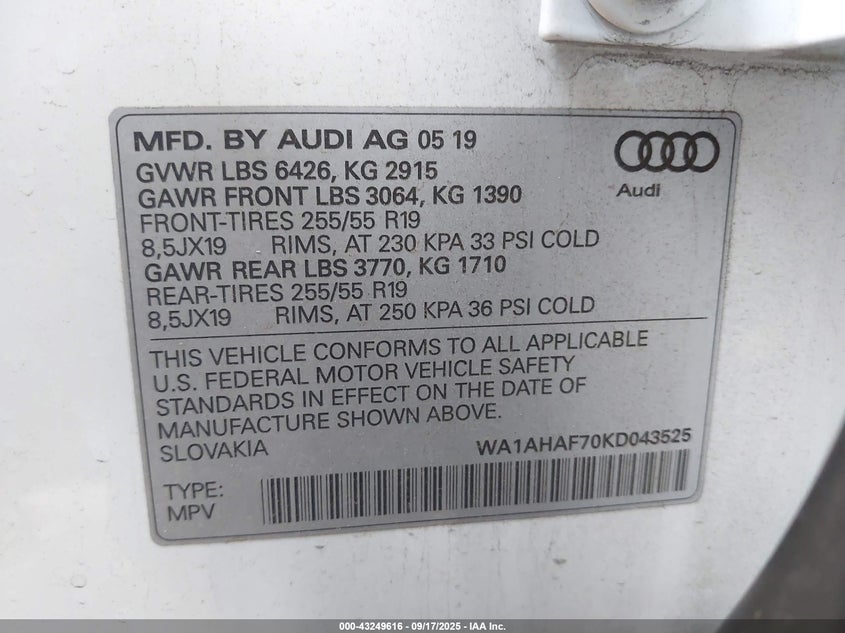 MFD. BY AUDI AG 05 19
GVWR LBS 6426, KG 2915
GAWR FRONT LBS 3064, KG 1390
FRONT-TIRES 255/55 R19
8,5JX19 RIMS, AT 230 KPA 33 PSI COLD
GAWR REAR LBS 3770, KG 1710
REAR-TIRES 255/55 R19
8,5JX19 RIMS, AT 250 KPA 36 PSI COLD
Audi
THIS VEHICLE CONFORMS TO ALL APPLICABLE
U.S. FEDERAL MOTOR VEHICLE SAFETY
STANDARDS IN EFFECT ON THE DATE OF
MANUFACTURE SHOWN ABOVE.
SLOVAKIA WA1AHAF70KD043525
TYPE:
MPV
000-43249616 - 09/17/2025 - IAA Inc.